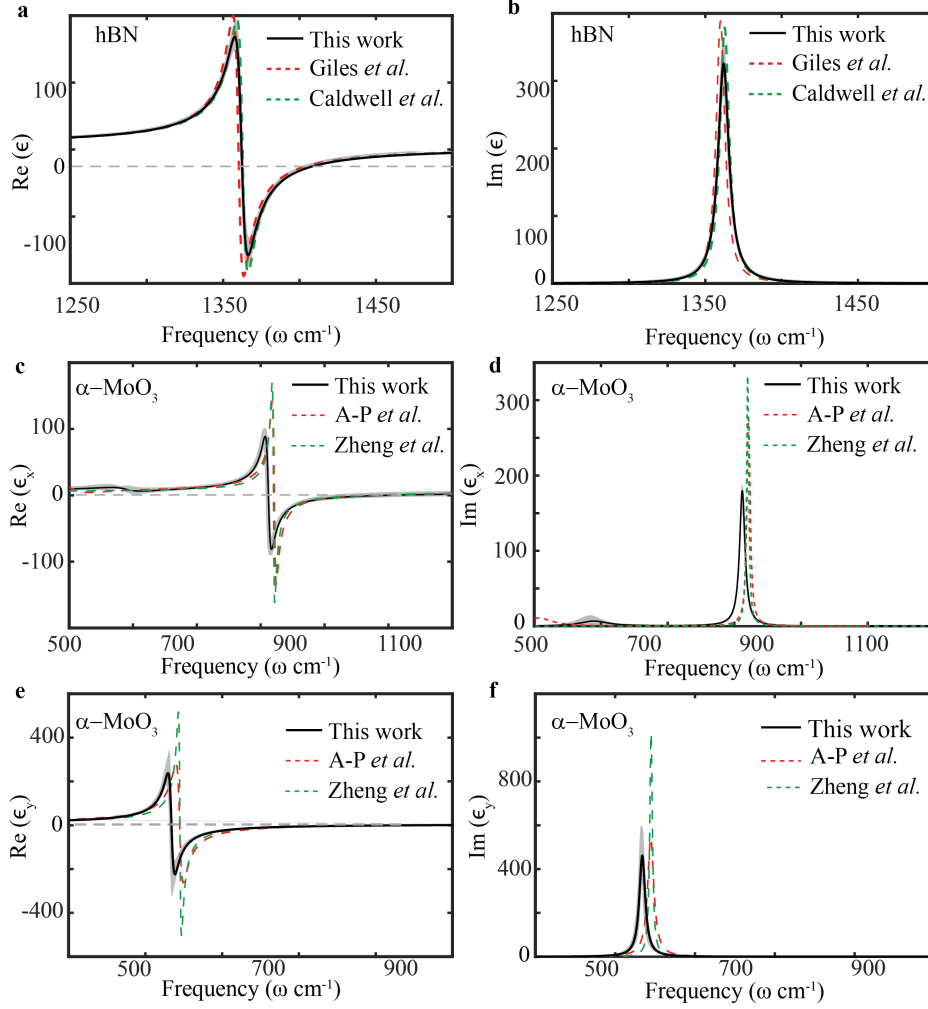 a
hBN
This work
Giles et al.
Caldwell et al.
100
0
-100
Re (ϵ)
1250
1350
1450
Frequency (ω cm⁻¹)
b
hBN
This work
Giles et al.
Caldwell et al.
300
200
100
0
Im (ϵ)
1250
1350
1450
Frequency (ω cm⁻¹)
c
α−MoO₃
This work
A-P et al.
Zheng et al.
100
0
-100
Re (ϵₓ)
500
700
900
1100
Frequency (ω cm⁻¹)
d
This work
A-P et al.
Zheng et al.
300
200
150
100
50
0
Im (ϵₓ)
500
700
900
1100
Frequency (ω cm⁻¹)
e
α−MoO₃
This work
A-P et al.
Zheng et al.
400
200
0
-400
Re (ϵᵧ)
500
700
900
Frequency (ω cm⁻¹)
f
α−MoO₃
This work
A-P et al.
Zheng et al.
800
400
0
Im (ϵᵧ)
500
700
900
Frequency (ω cm⁻¹)